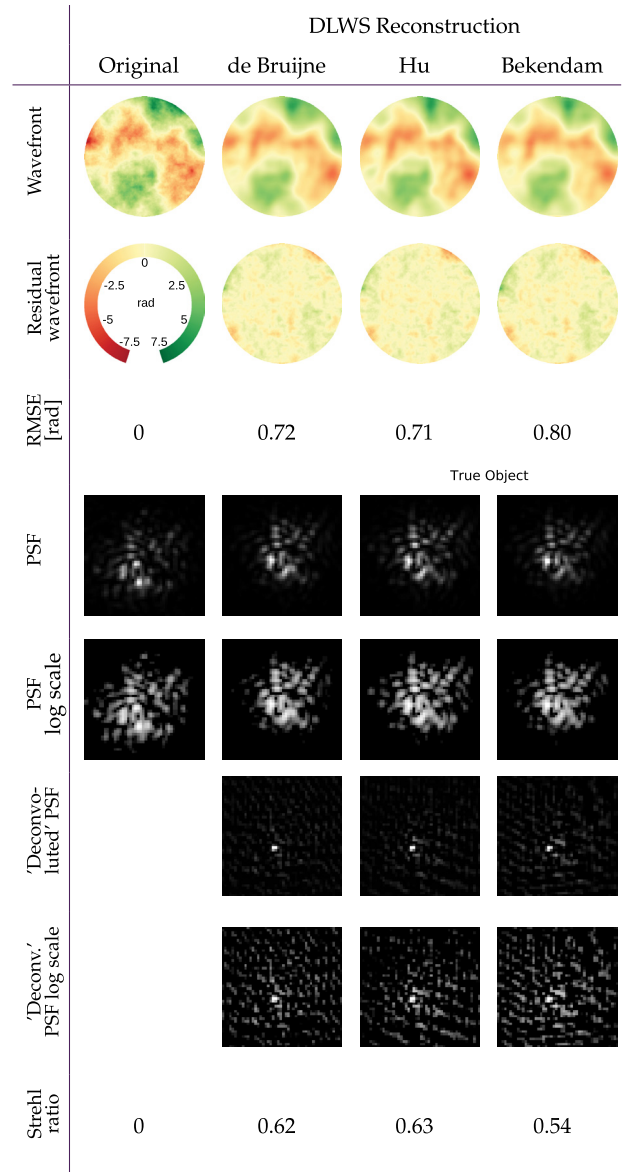 DLWS Reconstruction
Original de Bruijne Hu Bekendam
Wavefront
Residual
wavefront
0
-2.5 2.5
rad
-5 5
-7.5 7.5
RMSE
[rad]
0 0.72 0.71 0.80
True Object
PSF
PSF
log scale
'Deconvo-
luted' PSF
'Deconv.'
PSF log scale
Strehl
ratio
0 0.62 0.63 0.54